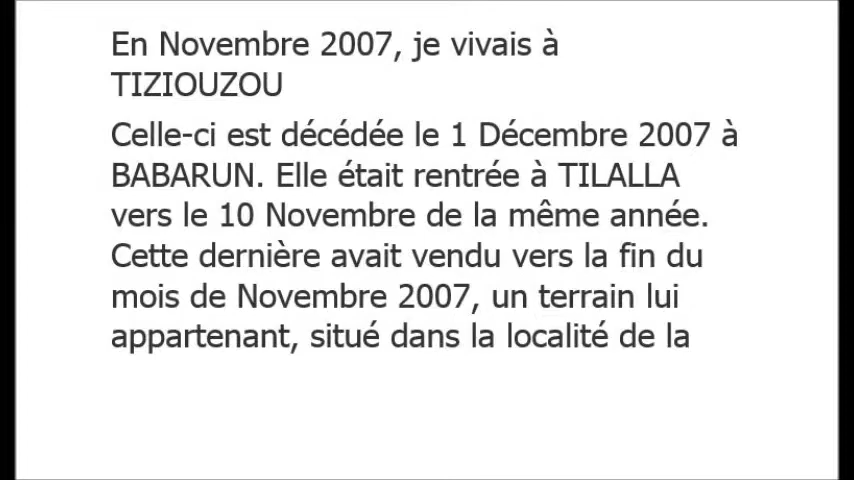 En Novembre 2007, je vivais à
TIZIOUZOU
Celle-ci est décédée le 1 Décembre 2007 à
BABARUN. Elle était rentrée à TILALLA
vers le 10 Novembre de la même année.
Cette dernière avait vendu vers la fin du
mois de Novembre 2007, un terrain lui
appartenant, situé dans la localité de la